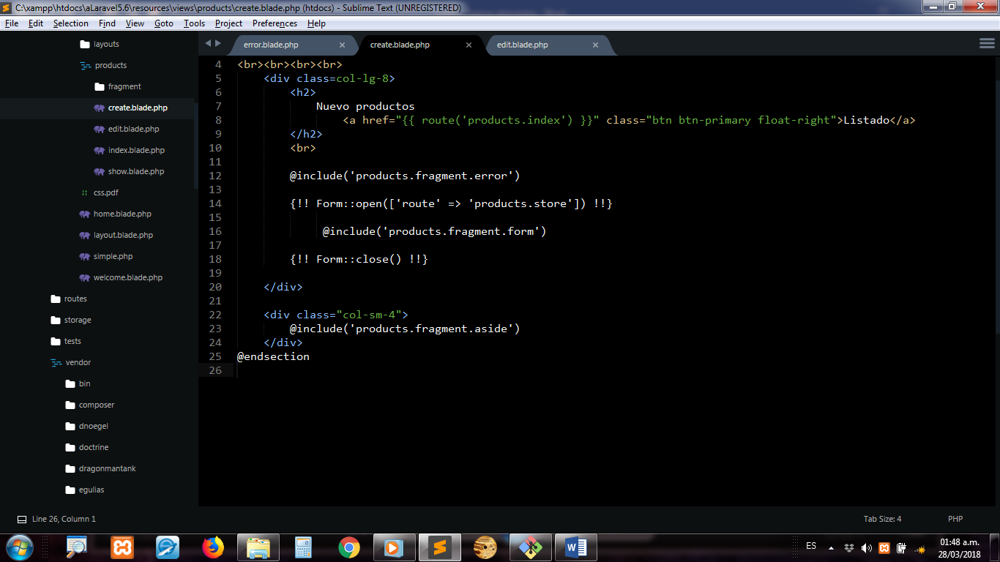 C:\xampp\htdocs\aLaravel5.6\resources\views\products\create.blade.php (htdocs) - Sublime Text (UNREGISTERED)
File Edit Selection Find View Goto Tools Project Preferences Help
layouts
products
fragment
create.blade.php
edit.blade.php
index.blade.php
show.blade.php
css.pdf
home.blade.php
layout.blade.php
simple.php
welcome.blade.php
routes
storage
tests
vendor
bin
composer
dnoegel
doctrine
dragonmantank
egulias
error.blade.php × create.blade.php × edit.blade.php ×
4 <br><br><br><br>
5 <div class=col-lg-8>
6 <h2>
7 Nuevo productos
8 <a href="{{ route('products.index') }}" class="btn btn-primary float-right">Listado</a>
9 </h2>
10 <br>
11
12 @include('products.fragment.error')
13
14 {!! Form::open(['route' => 'products.store']) !!}
15
16 @include('products.fragment.form')
17
18 {!! Form::close() !!}
19
20 </div>
21
22 <div class="col-sm-4">
23 @include('products.fragment.aside')
24 </div>
25 @endsection
26
Line 26, Column 1
Tab Size: 4
PHP
ES
01:48 a.m.
28/03/2018